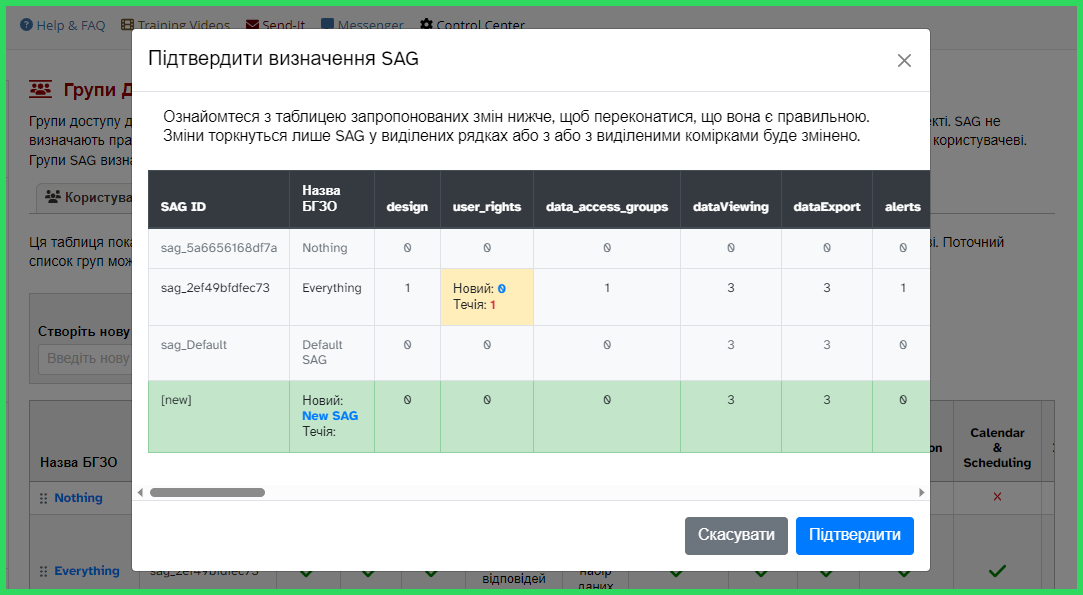 Help & FAQ Training Videos Send-It Messenger Control Center
Підтвердити визначення SAG
Групи Д
Ознайомтеся з таблицею запропонованих змін нижче, щоб переконатися, що вона є правильною.
Зміни торкнуться лише SAG у виділених рядках або з або з виділеними комірками буде змінено.
Групи доступу
екті. SAG не
визначають
користувачеві.
Групи SAG
Користува
SAG ID Назва БГЗО design user_rights data_access_groups dataViewing dataExport alerts
sag_5a6656168df7a Nothing 0 0 0 0 0 0
Ця таблиця
Поточний
список груп
sag_2ef49bfdfec73 Everything 1 Новий: 0 1 3 3 1
Течія: 1
Створіть нову
sag_Default Default SAG 0 0 0 3 3 0
Введіть нову
[new] Новий: 0 0 0 3 3 0
New SAG
Течія:
Назва БГЗО
Calendar
&
Scheduling
Nothing
Скасувати Підтвердити
Everything sag_2ef49bfdfec73
відповідей
набір
даних